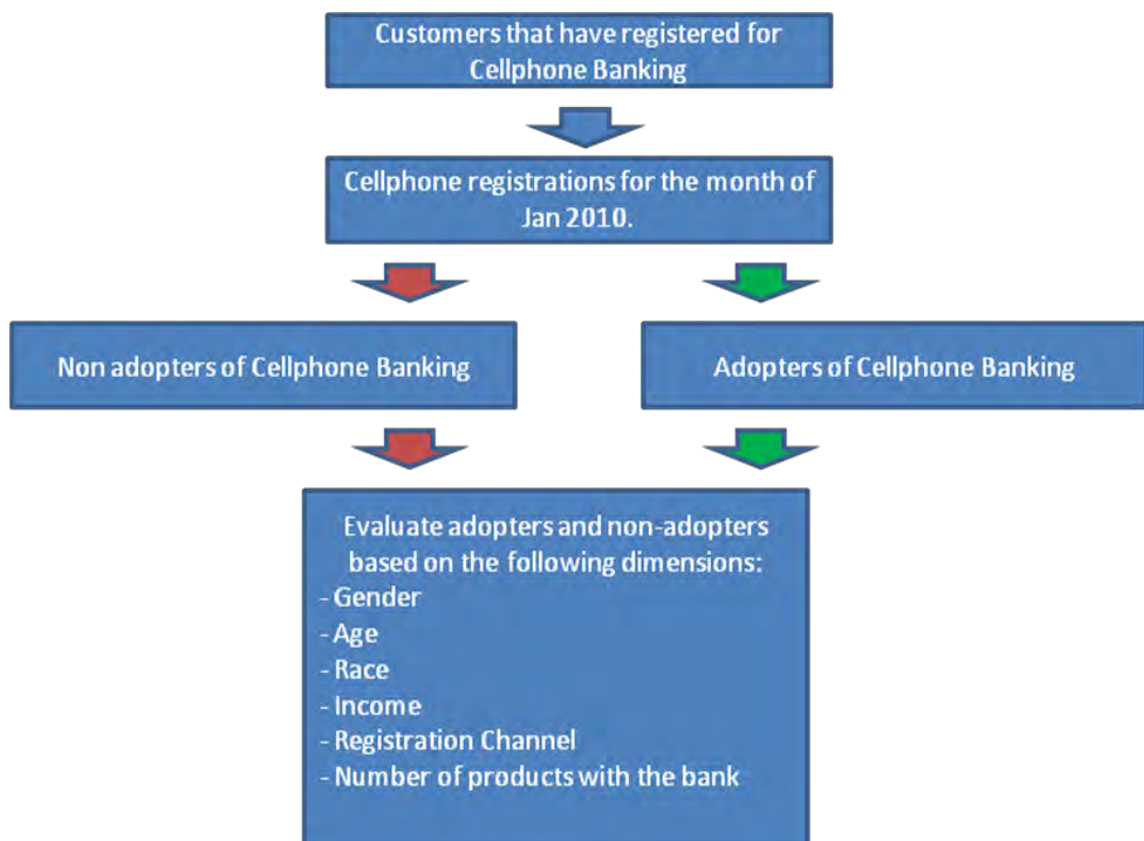 Customers that have registered for
Cellphone Banking
Cellphone registrations for the month of
Jan 2010.
Non adopters of Cellphone Banking
Adopters of Cellphone Banking
Evaluate adopters and non-adopters
based on the following dimensions:
- Gender
- Age
- Race
- Income
- Registration Channel
- Number of products with the bank